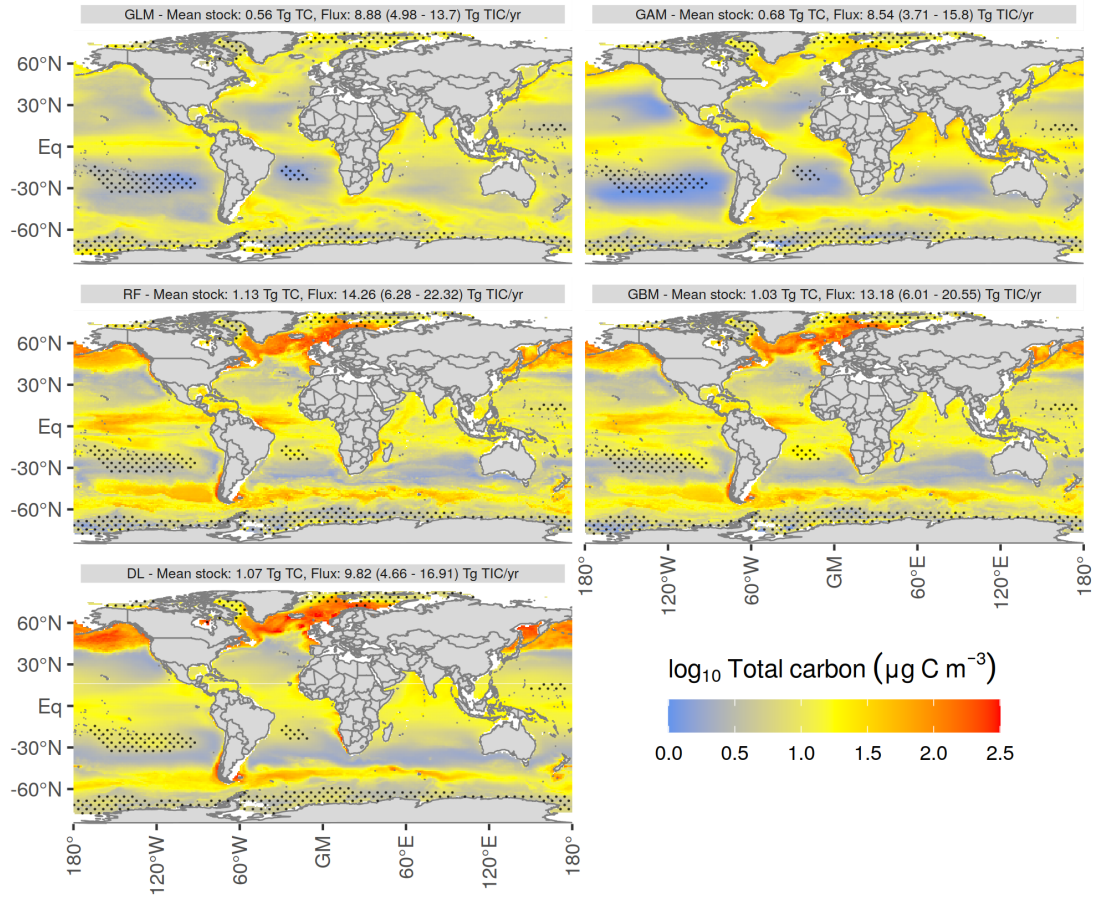 GLM - Mean stock: 0.56 Tg TC, Flux: 8.88 (4.98 - 13.7) Tg TIC/yr
GAM - Mean stock: 0.68 Tg TC, Flux: 8.54 (3.71 - 15.8) Tg TIC/yr
60°N
30°N
Eq
-30°N
-60°N
RF - Mean stock: 1.13 Tg TC, Flux: 14.26 (6.28 - 22.32) Tg TIC/yr
GBM - Mean stock: 1.03 Tg TC, Flux: 13.18 (6.01 - 20.55) Tg TIC/yr
60°N
30°N
Eq
-30°N
-60°N
180°
120°W
60°W
GM
60°E
120°E
180°
DL - Mean stock: 1.07 Tg TC, Flux: 9.82 (4.66 - 16.91) Tg TIC/yr
60°N
30°N
Eq
-30°N
-60°N
180°
120°W
60°W
GM
60°E
120°E
180°
log₁₀ Total carbon (µg C m⁻³)
0.0 0.5 1.0 1.5 2.0 2.5